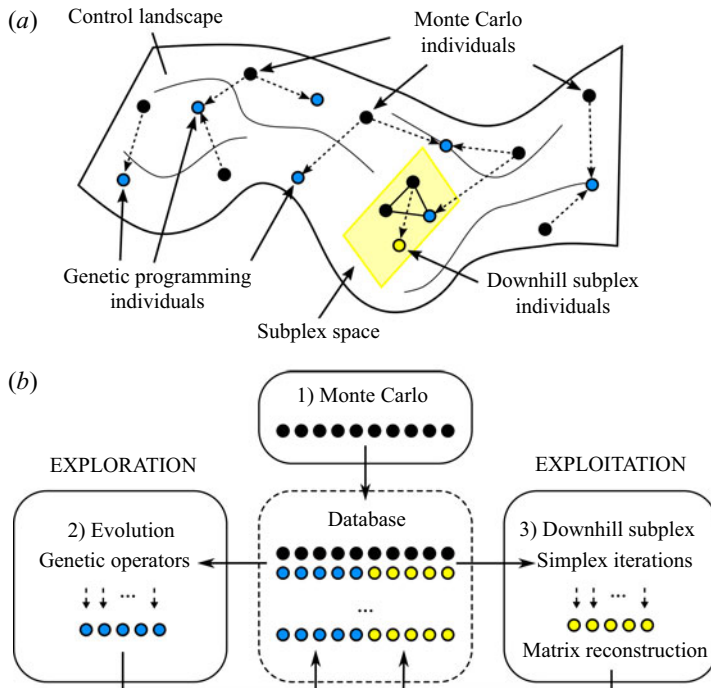 (a)
Control landscape
Monte Carlo
individuals
Genetic programming
individuals
Subplex space
Downhill subplex
individuals
(b)
1) Monte Carlo
EXPLORATION
EXPLOITATION
2) Evolution
Genetic operators
...
Database
...
3) Downhill subplex
Simplex iterations
...
Matrix reconstruction